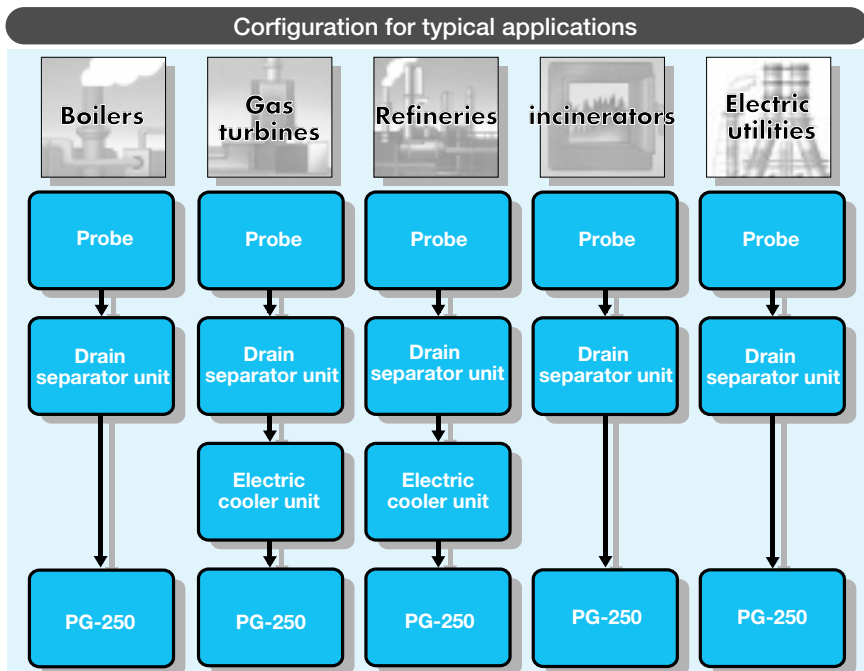 Corfiguration for typical applications
Boilers
Gas
turbines
Refineries
incinerators
Electric
utilities
Probe
Probe
Probe
Probe
Probe
Drain
separator unit
Drain
separator unit
Drain
separator unit
Drain
separator unit
Drain
separator unit
Electric
cooler unit
Electric
cooler unit
PG-250
PG-250
PG-250
PG-250
PG-250